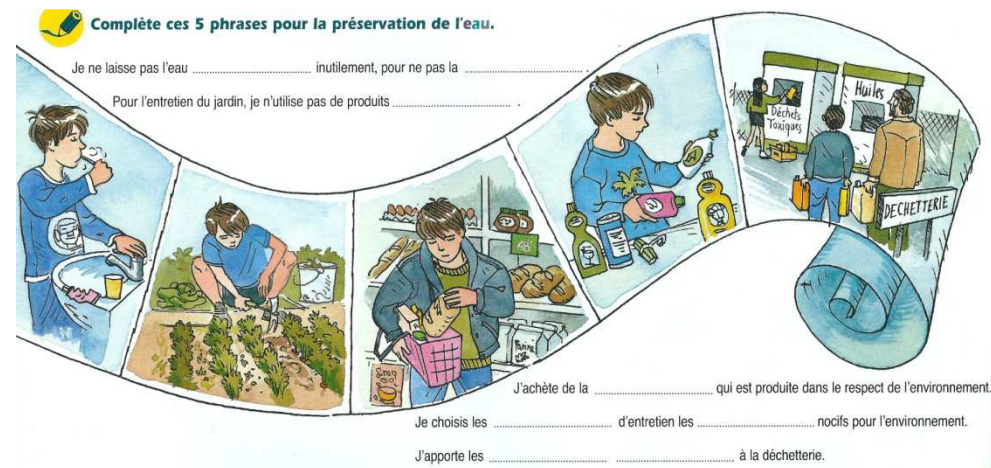 Complète ces 5 phrases pour la préservation de l'eau.
Je ne laisse pas l'eau .................................. inutilement, pour ne pas la .................................. .
Pour l'entretien du jardin, je n'utilise pas de produits .................................. .
Déchets
Toxiques
Huiles
DECHETTERIE
Farine
J'achète de la .................................. qui est produite dans le respect de l'environnement.
Je choisis les .................................. d'entretien les .................................. nocifs pour l'environnement.
J'apporte les .................................. .................................. à la déchetterie.